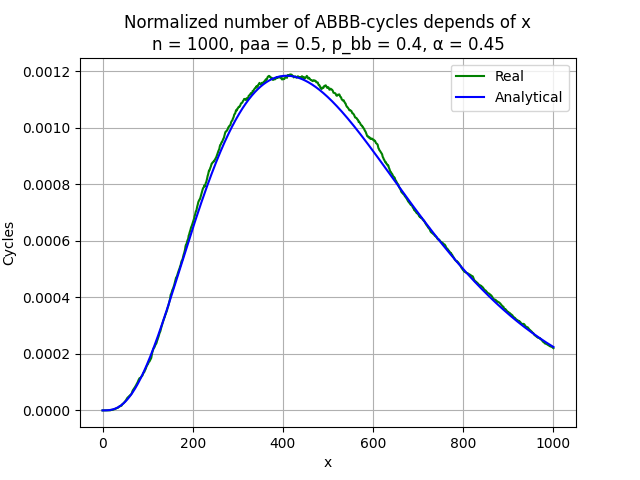 Normalized number of ABBB-cycles depends of x
n = 1000, paa = 0.5, p_bb = 0.4, α = 0.45
Real
Analytical
0.0012
0.0010
0.0008
0.0006
0.0004
0.0002
0.0000
Cycles
0 200 400 600 800 1000
x